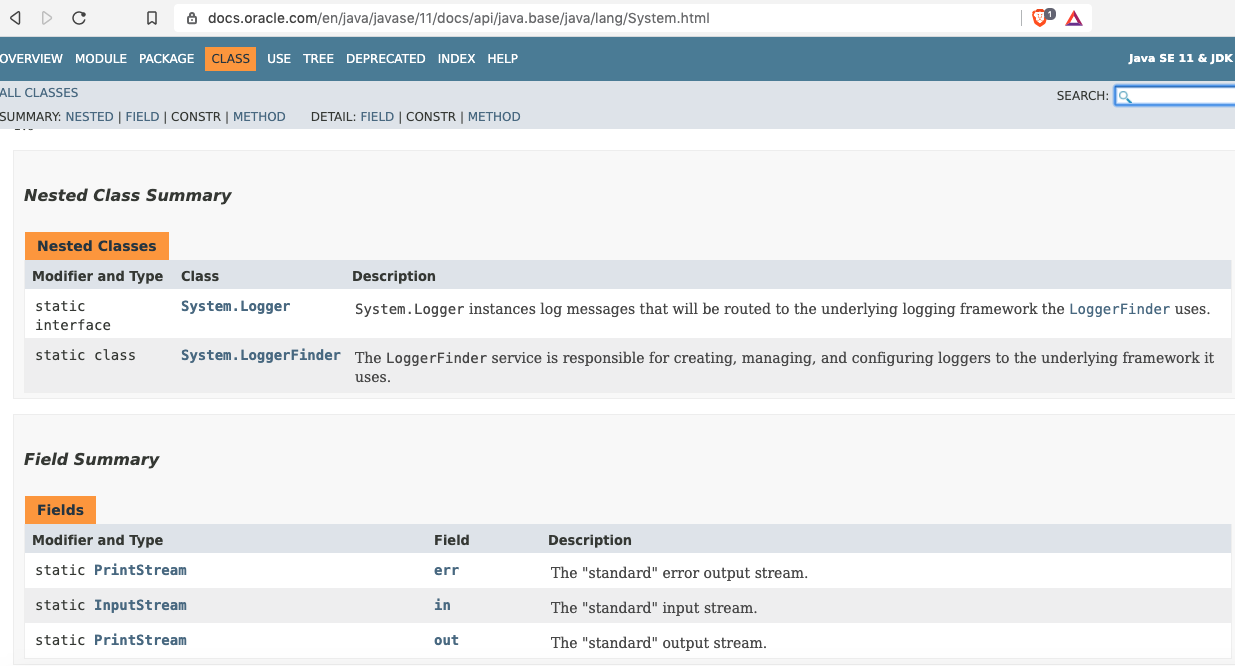 docs.oracle.com/en/java/javase/11/docs/api/java.base/java/lang/System.html
1
OVERVIEW MODULE PACKAGE CLASS USE TREE DEPRECATED INDEX HELP
Java SE 11 & JDK
ALL CLASSES
SEARCH:
SUMMARY: NESTED | FIELD | CONSTR | METHOD DETAIL: FIELD | CONSTR | METHOD
Nested Class Summary
Nested Classes
Modifier and Type Class Description
static interface System.Logger System.Logger instances log messages that will be routed to the underlying logging framework the LoggerFinder uses.
static class System.LoggerFinder The LoggerFinder service is responsible for creating, managing, and configuring loggers to the underlying framework it
uses.
Field Summary
Fields
Modifier and Type Field Description
static PrintStream err The "standard" error output stream.
static InputStream in The "standard" input stream.
static PrintStream out The "standard" output stream.